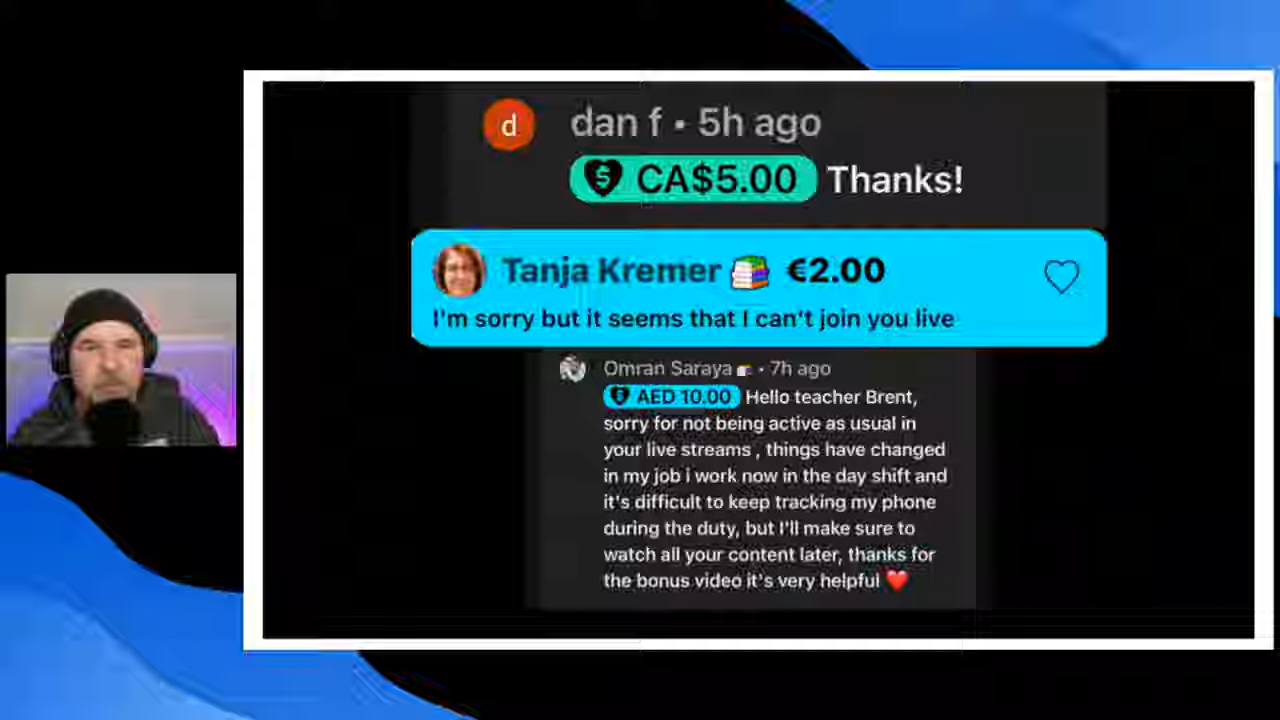 d dan f • 5h ago
$ CA$5.00 Thanks!
Tanja Kremer €2.00
I'm sorry but it seems that I can't join you live
Omran Saraya • 7h ago
$ AED 10.00 Hello teacher Brent,
sorry for not being active as usual in
your live streams , things have changed
in my job i work now in the day shift and
it's difficult to keep tracking my phone
during the duty, but I'll make sure to
watch all your content later, thanks for
the bonus video it's very helpful ❤️